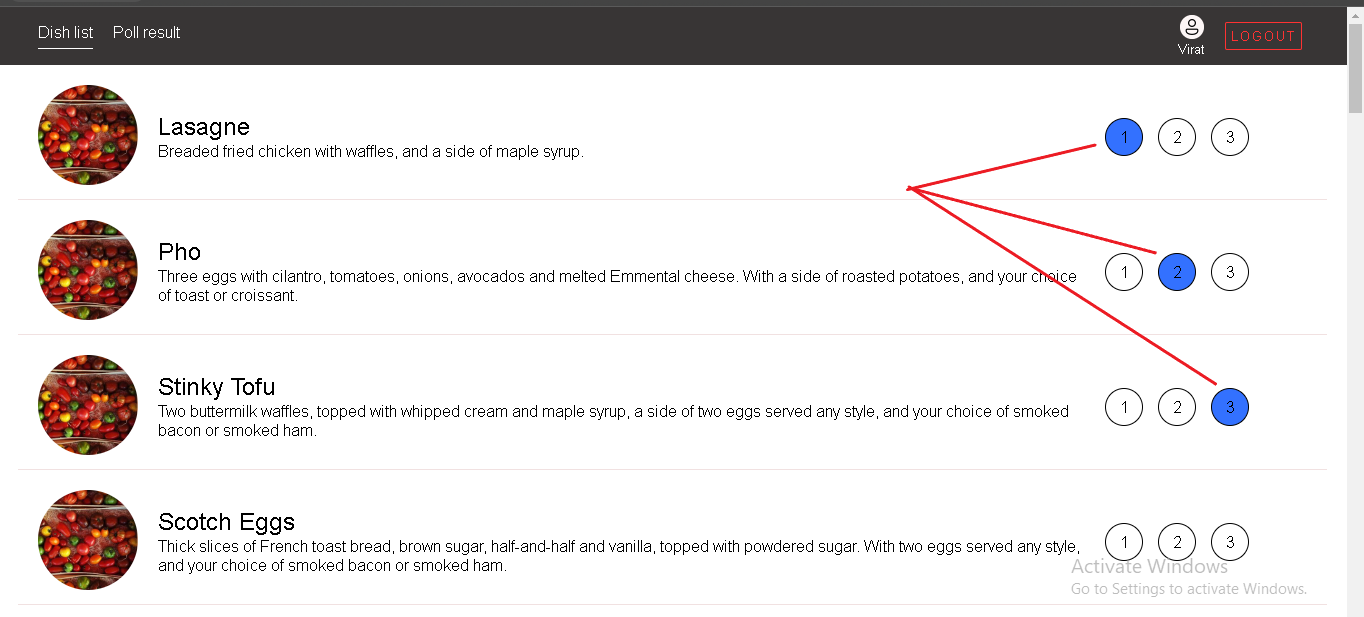 Dish list Poll result
Virat
LOGOUT
Lasagne
Breaded fried chicken with waffles, and a side of maple syrup.
1 2 3
Pho
Three eggs with cilantro, tomatoes, onions, avocados and melted Emmental cheese. With a side of roasted potatoes, and your choice
of toast or croissant.
1 2 3
Stinky Tofu
Two buttermilk waffles, topped with whipped cream and maple syrup, a side of two eggs served any style, and your choice of smoked
bacon or smoked ham.
1 2 3
Scotch Eggs
Thick slices of French toast bread, brown sugar, half-and-half and vanilla, topped with powdered sugar. With two eggs served any style,
and your choice of smoked bacon or smoked ham.
1 2 3
Activate Windows
Go to Settings to activate Windows.